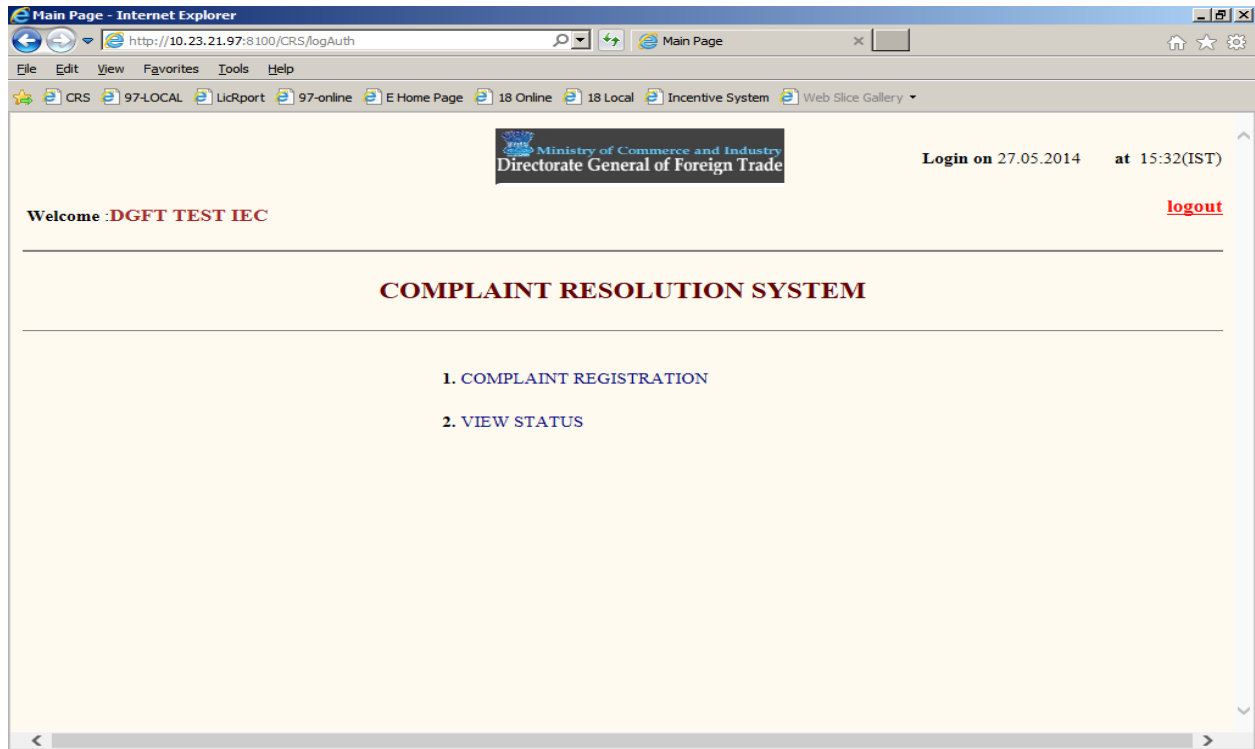 Main Page - Internet Explorer
http://10.23.21.97:8100/CRS/logAuth
Main Page
File Edit View Favorites Tools Help
CRS 97-LOCAL LicRport 97-online E Home Page 18 Online 18 Local Incentive System Web Slice Gallery
Ministry of Commerce and Industry
Directorate General of Foreign Trade
Login on 27.05.2014 at 15:32(IST)
logout
Welcome :DGFT TEST IEC
COMPLAINT RESOLUTION SYSTEM
1. COMPLAINT REGISTRATION
2. VIEW STATUS